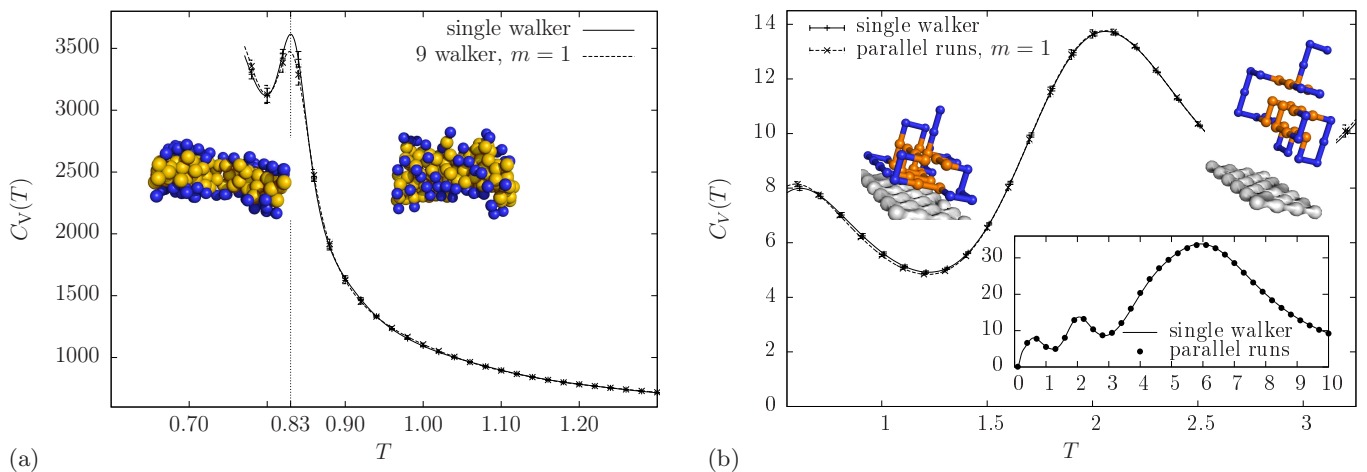 3500
3000
2500
2000
1500
1000
C_V(T)
single walker
9 walker, m = 1
0.70 0.83 0.90 1.00 1.10 1.20
T
(a)
14
12
10
8
6
4
2
0
C_V(T)
single walker
parallel runs, m = 1
30
20
10
0
single walker
parallel runs
0 1 2 3 4 5 6 7 8 9 10
1 1.5 2 2.5 3
T
(b)